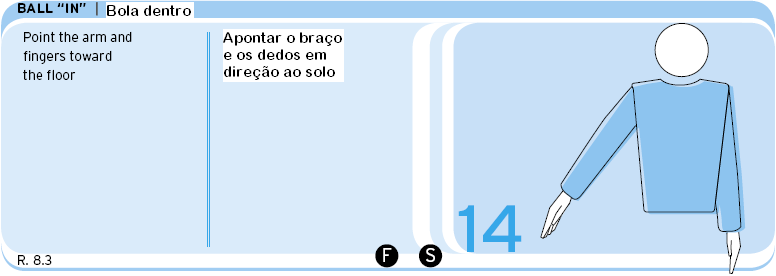 BALL “IN” | Bola dentro
Point the arm and
fingers toward
the floor
Apontar o braço
e os dedos em
direção ao solo
14
R. 8.3
F S